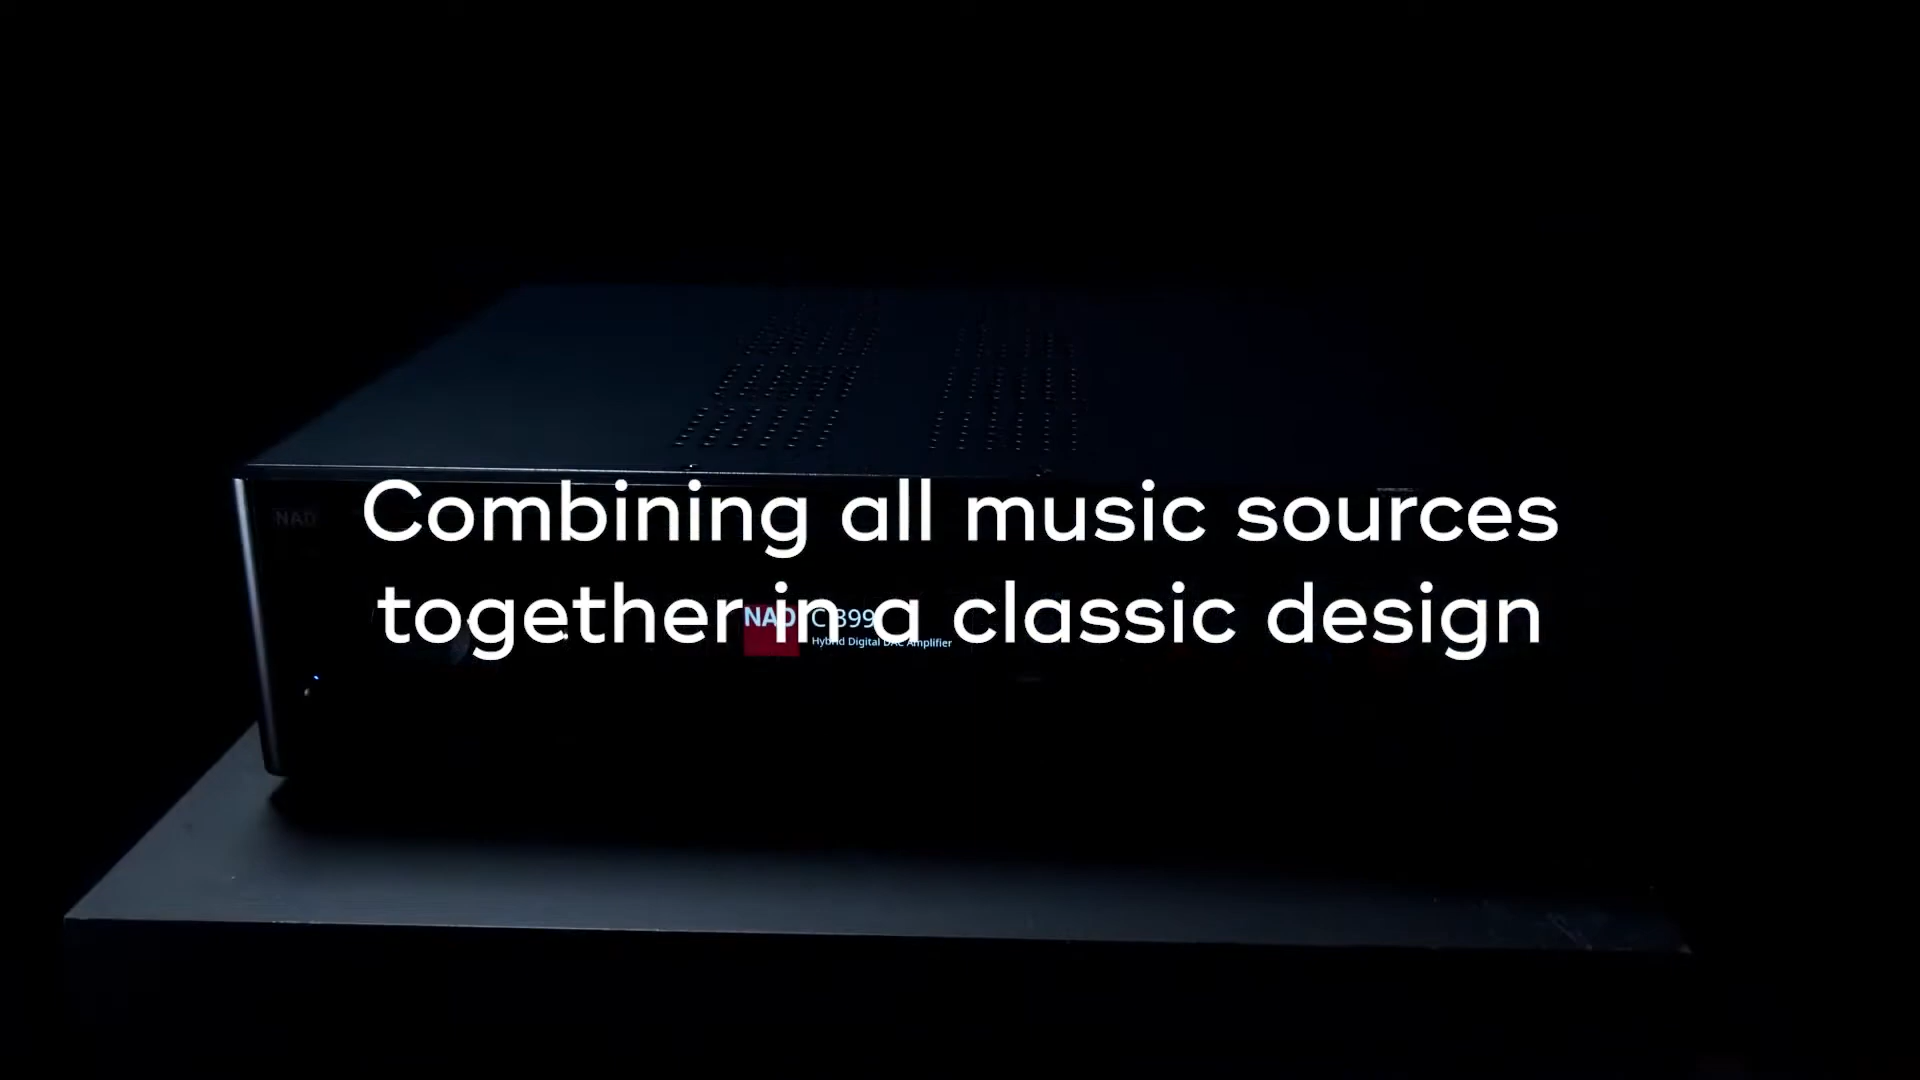 NAD
Combining all music sources
together in a classic design
NAD C 399
Hybrid Digital DAC Amplifier